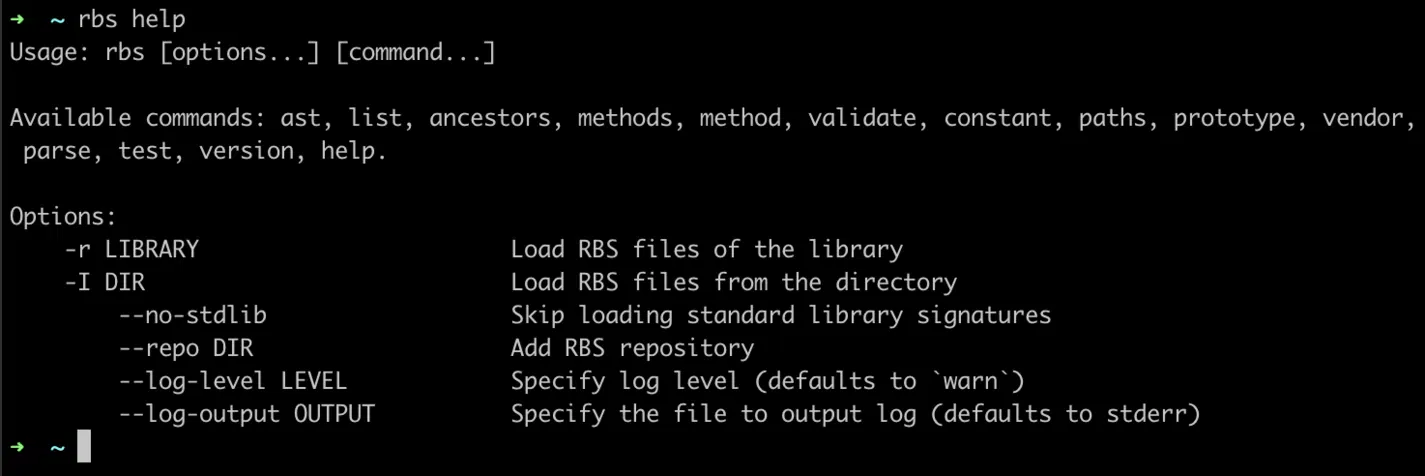 ➜ ~ rbs help
Usage: rbs [options...] [command...]
Available commands: ast, list, ancestors, methods, method, validate, constant, paths, prototype, vendor,
parse, test, version, help.
Options:
-r LIBRARY Load RBS files of the library
-I DIR Load RBS files from the directory
--no-stdlib Skip loading standard library signatures
--repo DIR Add RBS repository
--log-level LEVEL Specify log level (defaults to `warn`)
--log-output OUTPUT Specify the file to output log (defaults to stderr)
➜ ~